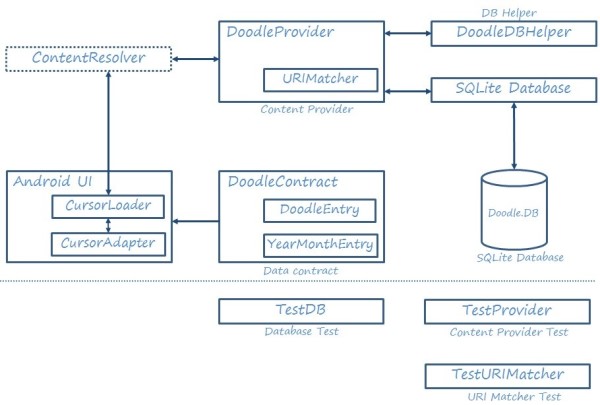 DB Helper
DoodleProvider
DoodleDBHelper
ContentResolver
URIMatcher
SQLite Database
Content Provider
Android UI
DoodleContract
CursorLoader
DoodleEntry
Doodle.DB
CursorAdapter
YearMonthEntry
SQLite Database
Data contract
TestDB
TestProvider
Database Test
Content Provider Test
TestURIMatcher
URI Matcher Test